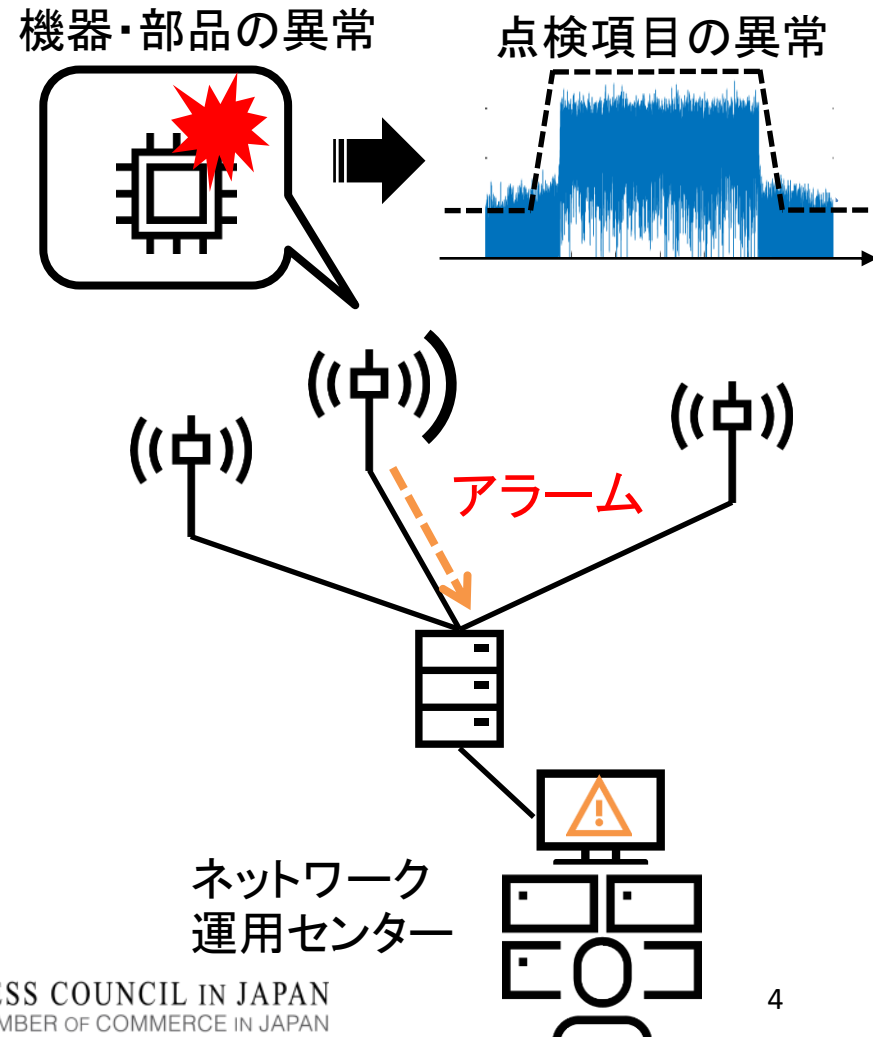 機器・部品の異常
点検項目の異常
アラーム
ネットワーク
運用センター
COUNCIL IN JAPAN
OF COMMERCE IN JAPAN
4